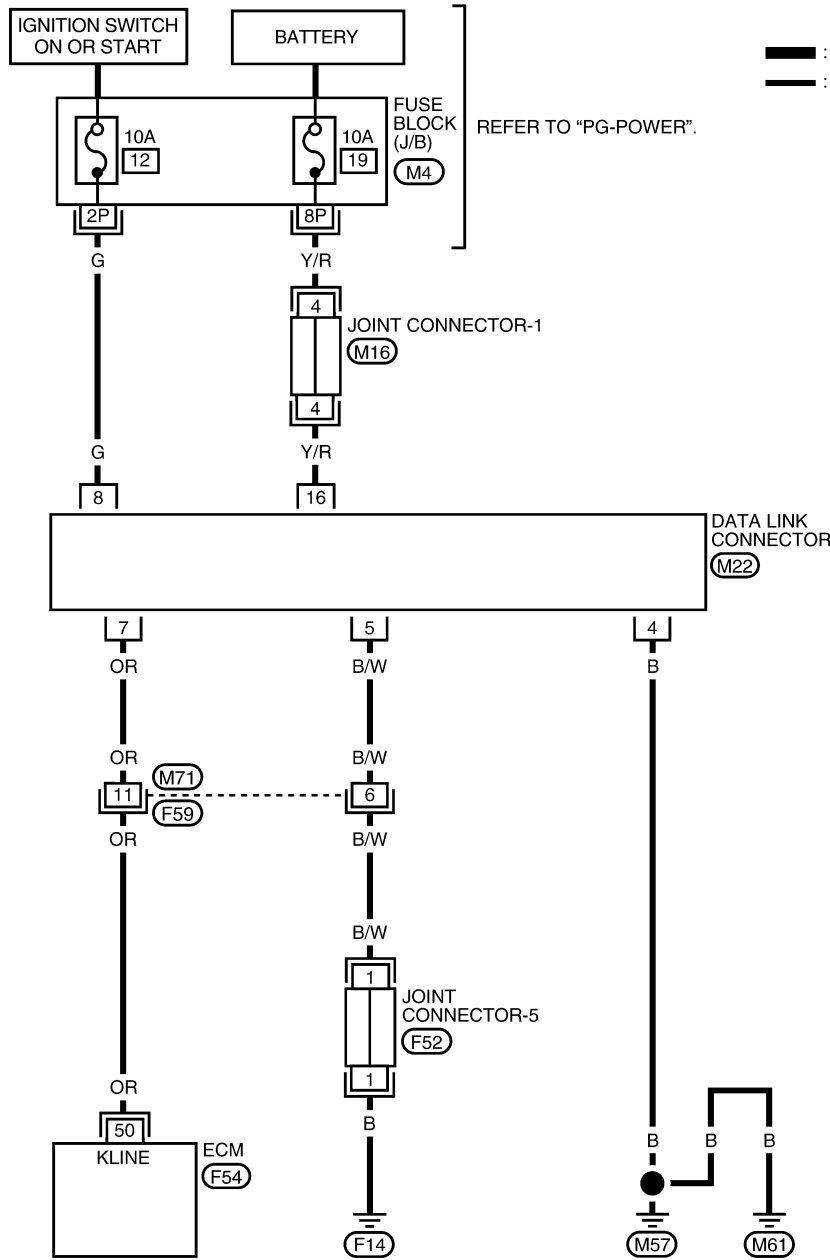 IGNITION SWITCH
ON OR START
BATTERY
:
:
FUSE
BLOCK
(J/B)
M4
REFER TO “PG-POWER”.
10A
12
10A
19
2P
8P
G
Y/R
4
JOINT CONNECTOR-1
M16
4
G
Y/R
8
16
DATA LINK
CONNECTOR
M22
7
5
4
OR
B/W
B
OR
B/W
M71
11
6
F59
OR
B/W
B/W
1
JOINT
CONNECTOR-5
F52
1
OR
B
50
KLINE
ECM
F54
B
B
B
F14
M57
M61